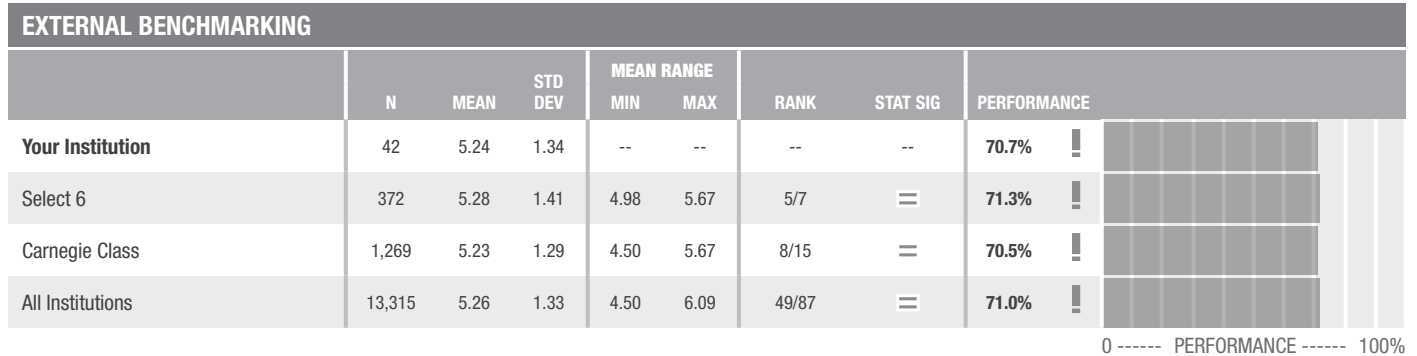 EXTERNAL BENCHMARKING
N MEAN STD DEV MEAN RANGE MIN MAX RANK STAT SIG PERFORMANCE
Your Institution 42 5.24 1.34 -- -- -- -- 70.7% !
Select 6 372 5.28 1.41 4.98 5.67 5/7 = 71.3% !
Carnegie Class 1,269 5.23 1.29 4.50 5.67 8/15 = 70.5% !
All Institutions 13,315 5.26 1.33 4.50 6.09 49/87 = 71.0% !
0 ------ PERFORMANCE ------ 100%